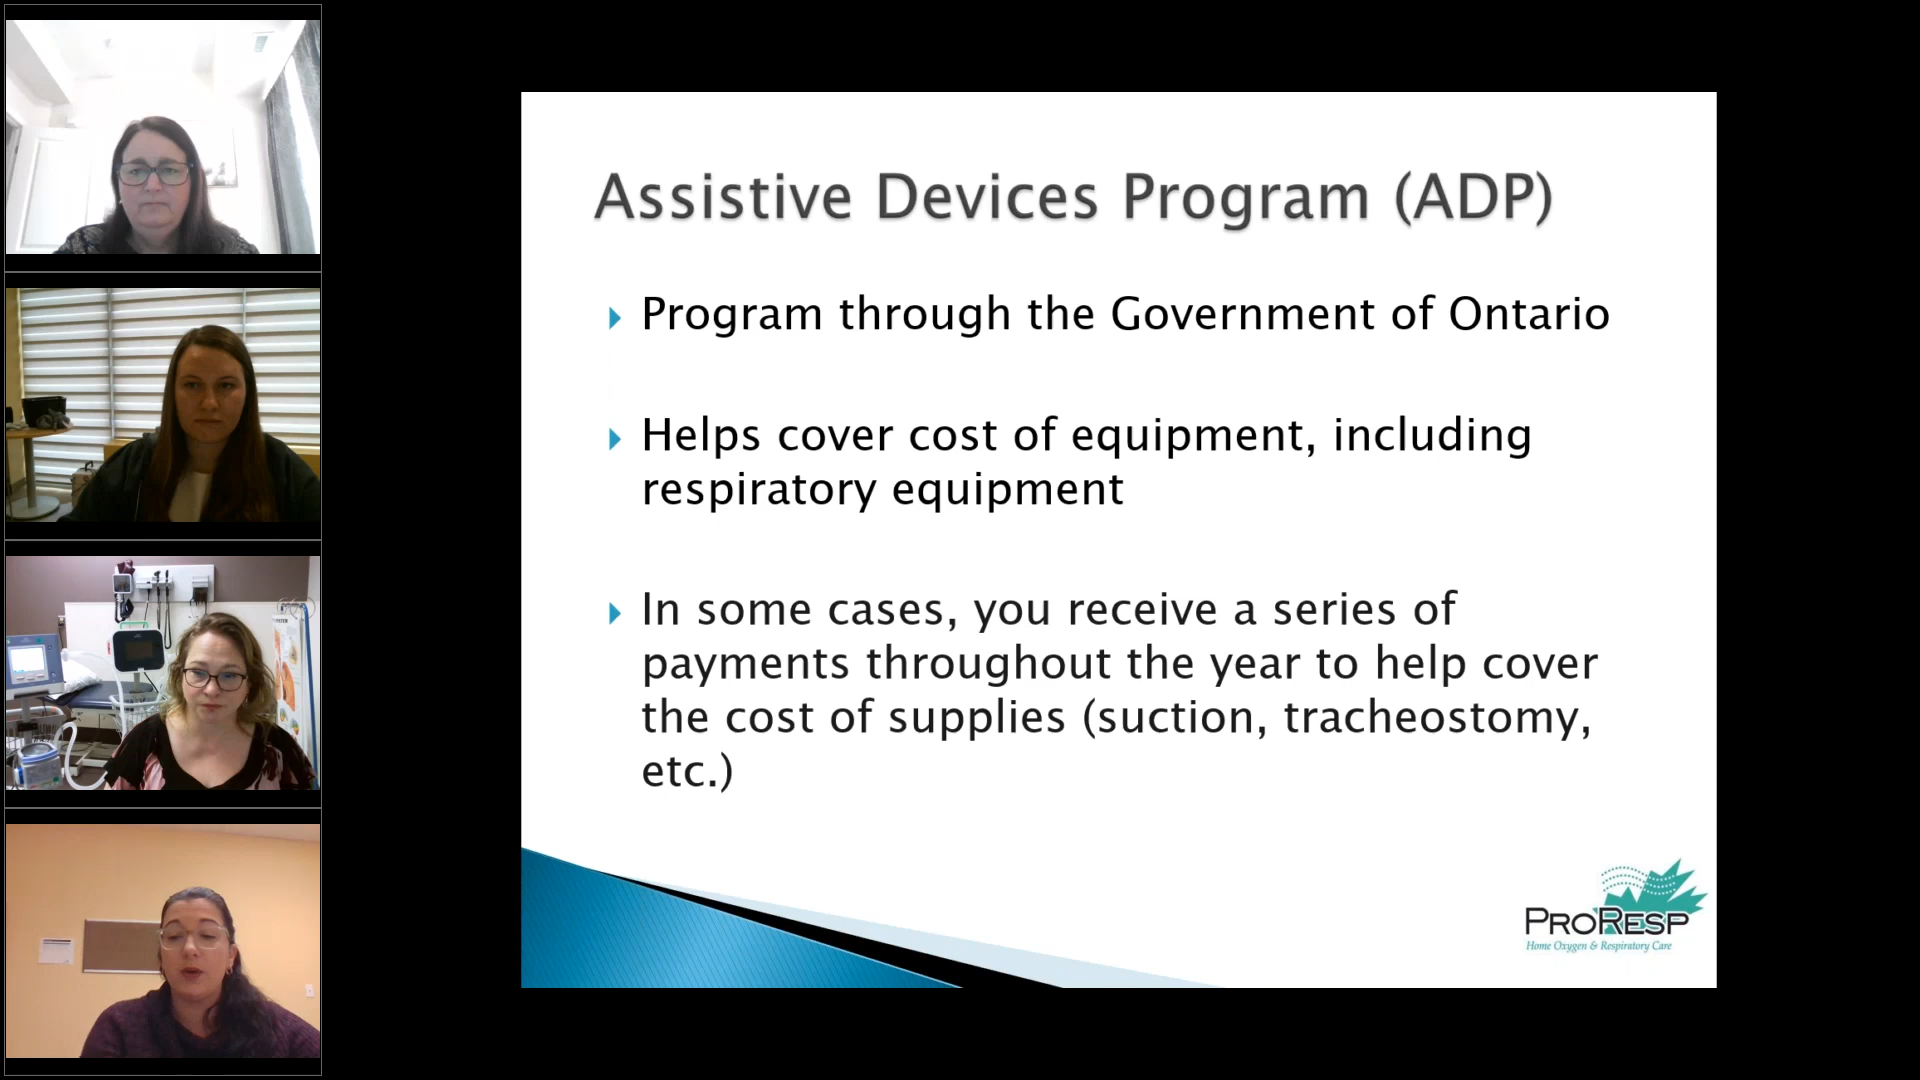 Assistive Devices Program (ADP)
Program through the Government of Ontario
Helps cover cost of equipment, including
respiratory equipment
In some cases, you receive a series of
payments throughout the year to help cover
the cost of supplies (suction, tracheostomy,
etc.)
PRORESP
Home Oxygen & Respiratory Care